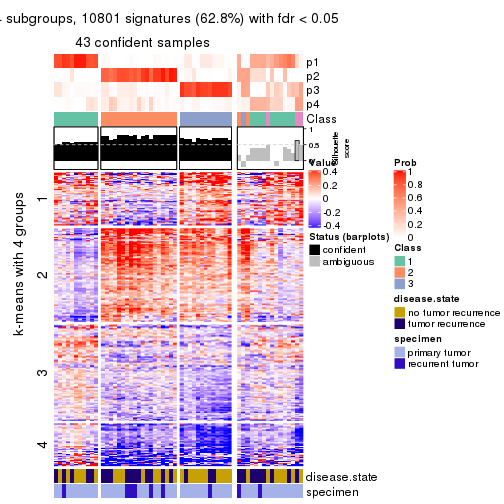 subgroups, 10801 signatures (62.8%) with fdr < 0.05
43 confident samples
p1
p2
p3
p4
Class
1
0.5
0
Silhouette
score
k-means with 4 groups
1
2
3
4
Value
0.4
0.2
0
-0.2
-0.4
Status (barplots)
confident
ambiguous
Prob
1
0.8
0.6
0.4
0.2
0
Class
1
2
3
disease.state
no tumor recurrence
tumor recurrence
specimen
primary tumor
recurrent tumor
disease.state
specimen